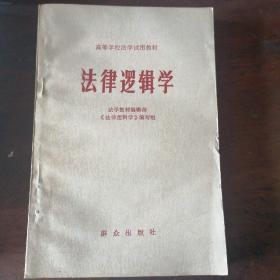 高等学校法学试用教材
法律逻辑学
法学教材编辑部
《法律逻辑学》编写组
群众出版社